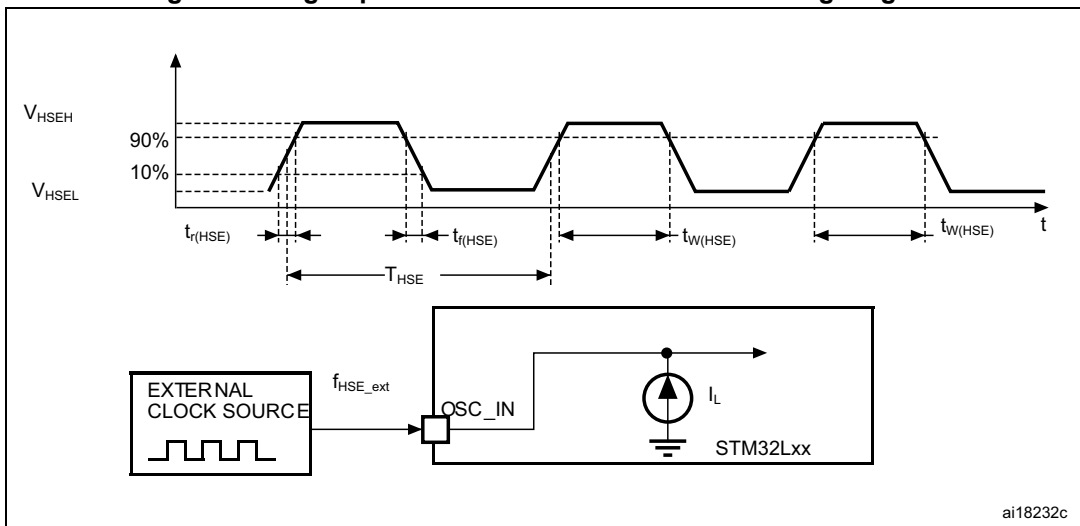 V_HSEH
90%
10%
V_HSEL
t_r(HSE)
t_f(HSE)
t_W(HSE)
t_W(HSE)
t
T_HSE
EXTERNAL
CLOCK SOURCE
f_HSE_ext
OSC_IN
I_L
STM32Lxx
ai18232c